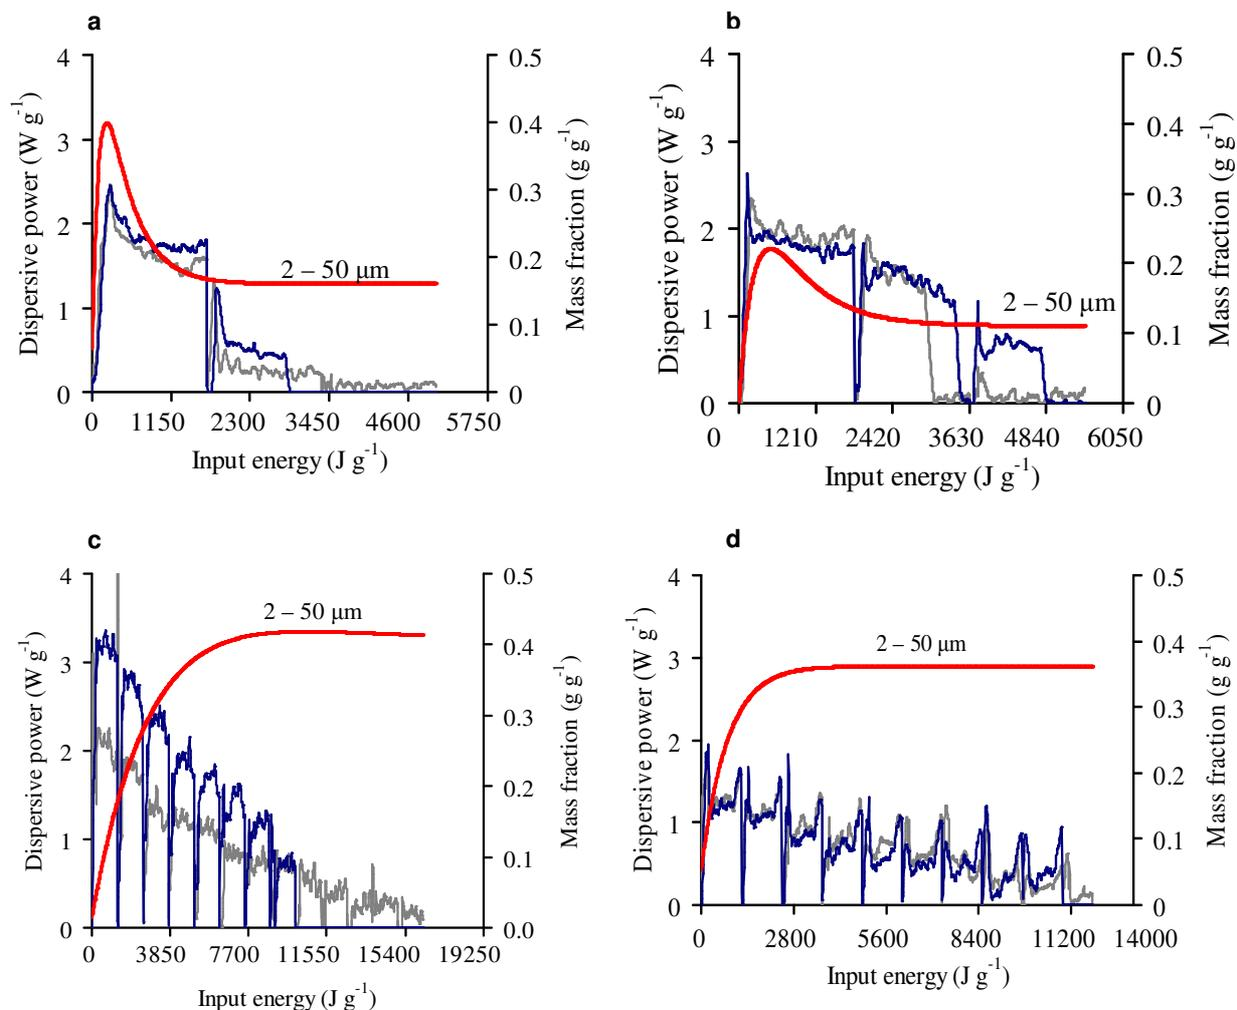 a
4
3
2
1
0
Dispersive power (W g-1)
0.5
0.4
0.3
0.2
0.1
0
Mass fraction (g g-1)
2 – 50 μm
0 1150 2300 3450 4600 5750
Input energy (J g-1)
b
4
3
2
1
0
Dispersive power (W g-1)
0.5
0.4
0.3
0.2
0.1
0
Mass fraction (g g-1)
2 – 50 μm
0 1210 2420 3630 4840 6050
Input energy (J g-1)
c
4
3
2
1
0
Dispersive power (W g-1)
0.5
0.4
0.3
0.2
0.1
0.0
Mass fraction (g g-1)
2 – 50 μm
0 3850 7700 11550 15400 19250
Input energy (J g-1)
d
4
3
2
1
0
Dispersive power (W g-1)
0.5
0.4
0.3
0.2
0.1
0
Mass fraction (g g-1)
2 – 50 μm
0 2800 5600 8400 11200 14000
Input energy (J g-1)